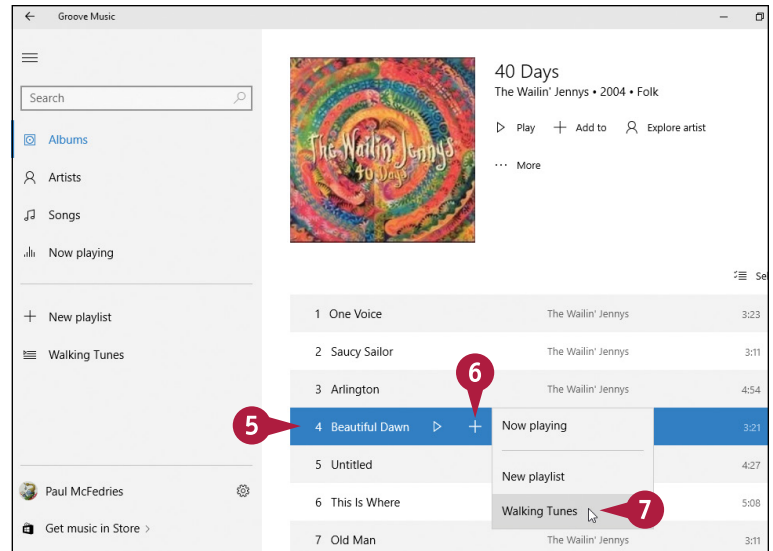 Groove Music
Search
Albums
Artists
Songs
Now playing
New playlist
Walking Tunes
Paul McFedries
Get music in Store >
The Wailin' Jennys
40 Days
40 Days
The Wailin' Jennys • 2004 • Folk
Play Add to Explore artist
... More
Sel
1 One Voice The Wailin' Jennys 3:23
2 Saucy Sailor The Wailin' Jennys 3:11
6
3 Arlington The Wailin' Jennys 4:54
5
4 Beautiful Dawn 3:21
Now playing
New playlist
Walking Tunes
7
5 Untitled 4:27
6 This Is Where 5:08
7 Old Man The Wailin' Jennys 3:11